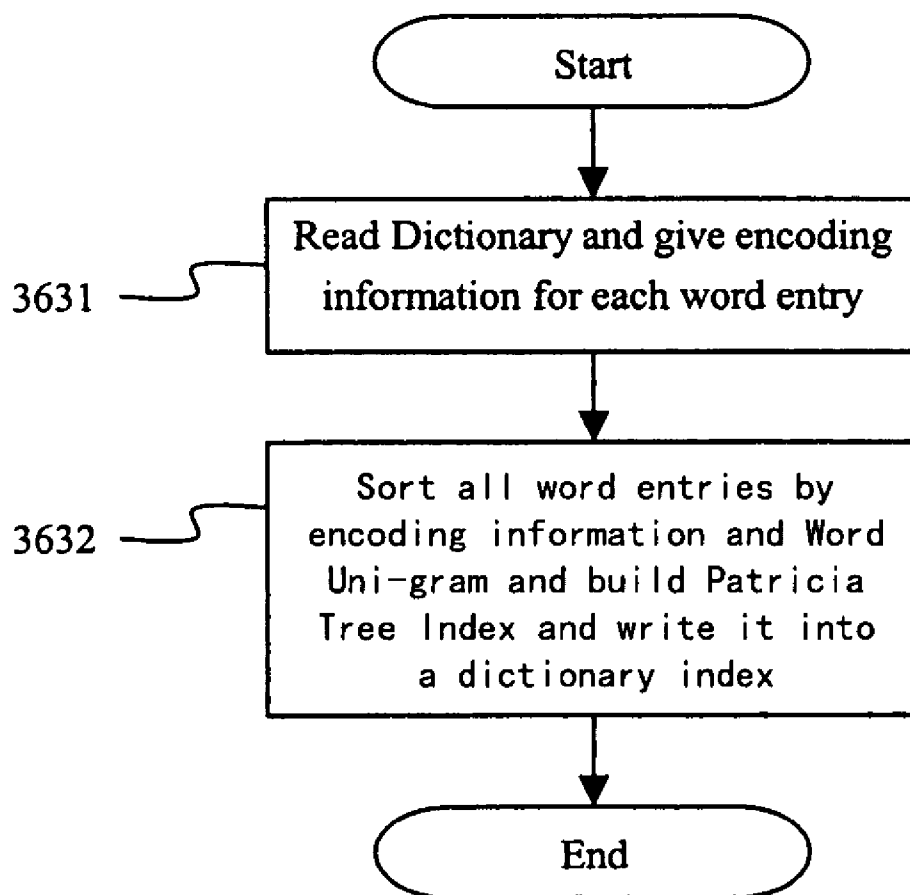 Start
Read Dictionary and give encoding
information for each word entry
3631
Sort all word entries by
encoding information and Word
Uni-gram and build Patricia
Tree Index and write it into
a dictionary index
3632
End